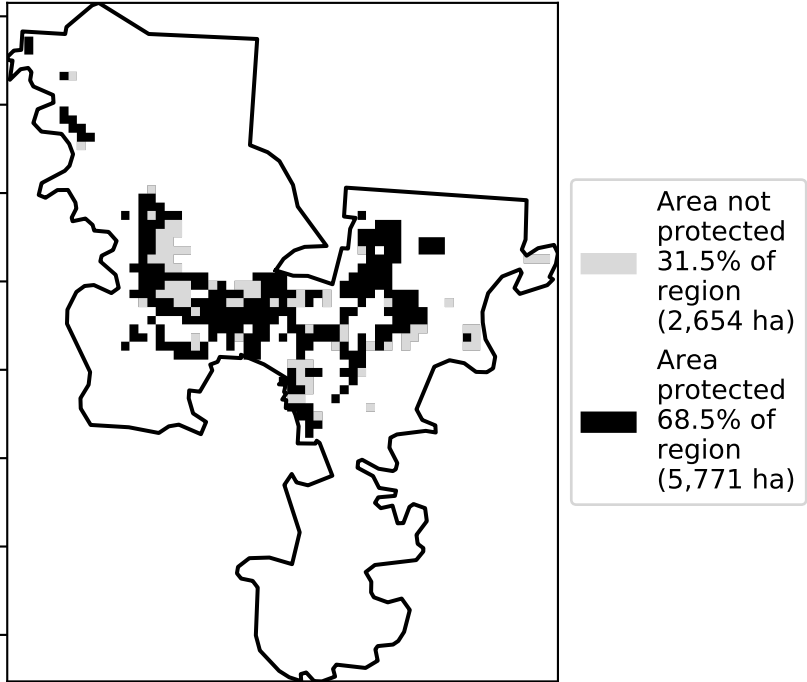 Area not
protected
31.5% of
region
(2,654 ha)
Area
protected
68.5% of
region
(5,771 ha)